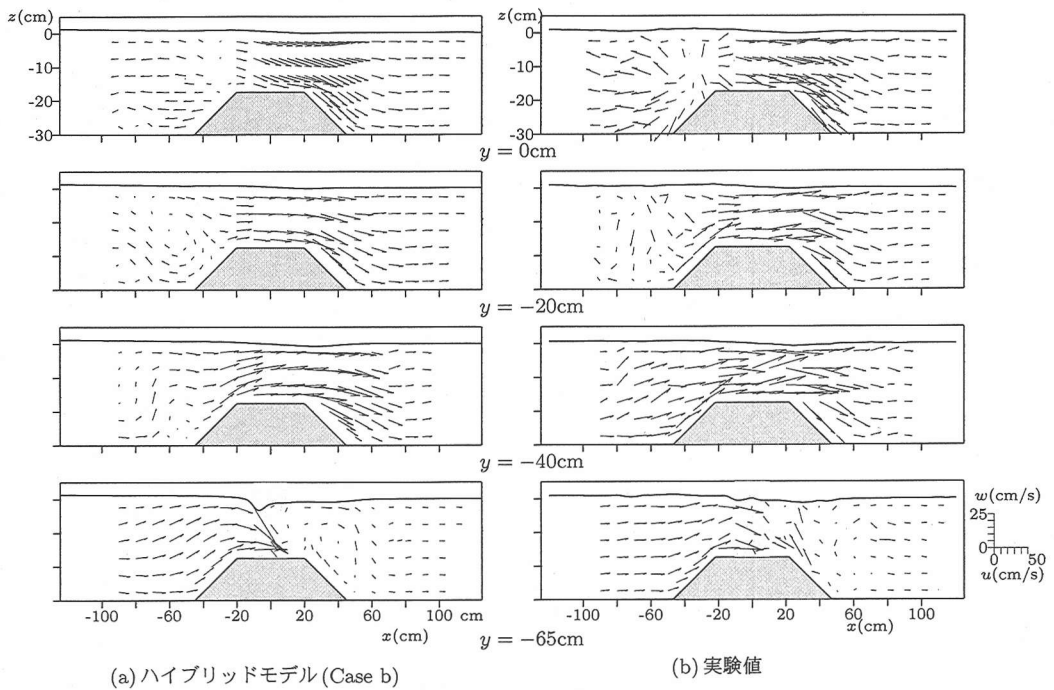 z(cm)
0
-10
-20
-30
z(cm)
0
-10
-20
-30
y = 0cm
y = −20cm
y = −40cm
w(cm/s)
25
0
0 50
u(cm/s)
-100 -60 -20 20 60 cm
x(cm)
-100 -60 -20 20 60 100
x(cm)
y = −65cm
(a) ハイブリッドモデル (Case b)
(b) 実験値